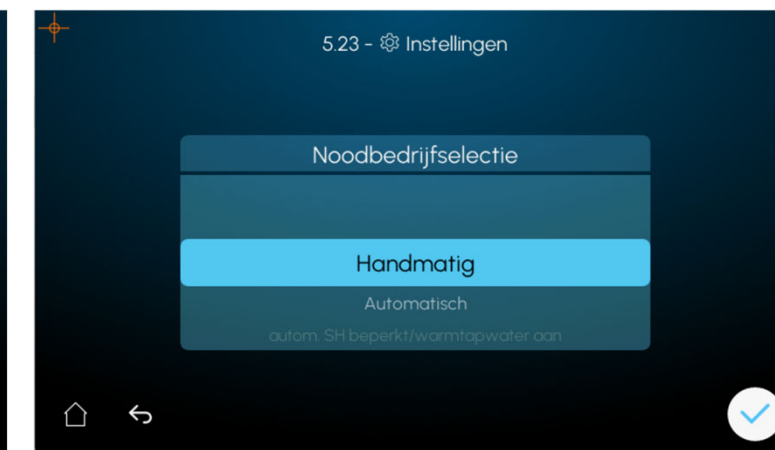 5.23 - Instellingen
Noodbedrijfselectie
Handmatig
Automatisch
autom. SH beperkt/warmtapwater aan